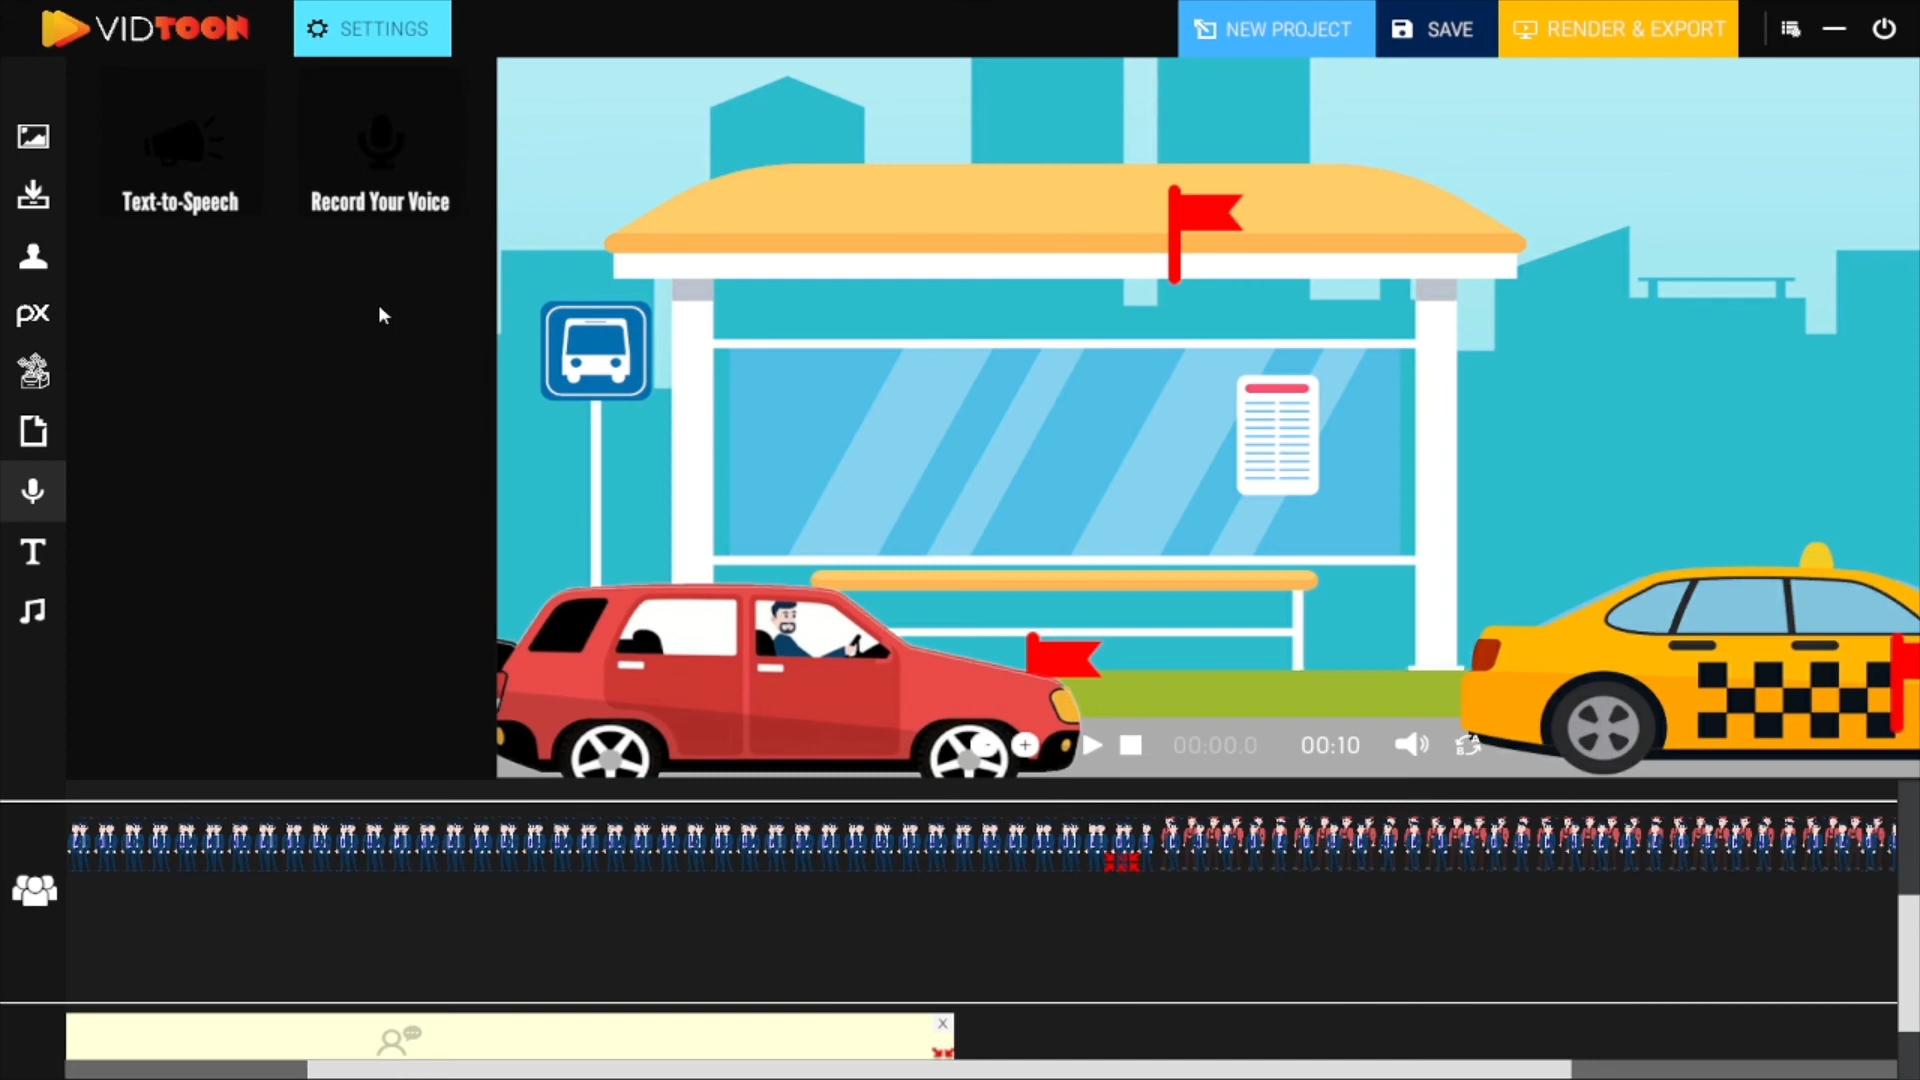 VIDTOON
SETTINGS
NEW PROJECT
SAVE
RENDER & EXPORT
Text-to-Speech
Record Your Voice
px
T
- +
00:00.0
00:10
B A
X